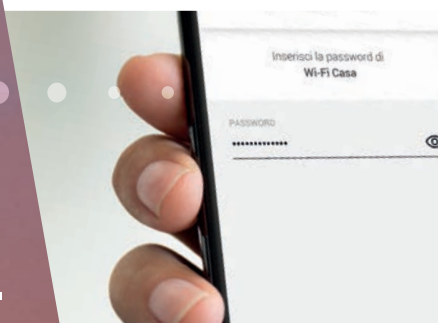 Inserisci la password di
Wi-Fi Casa
PASSWORD
•••••••••••••